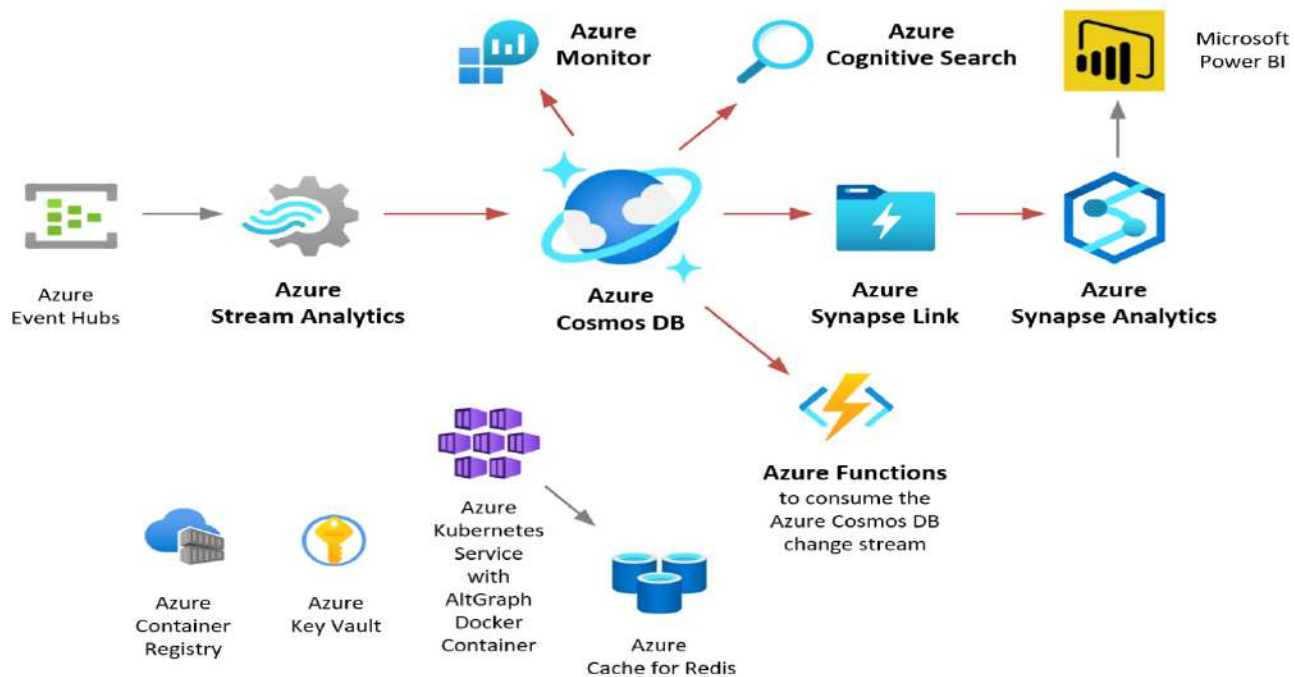 Azure
Monitor
Azure
Cognitive Search
Microsoft
Power BI
Azure
Event Hubs
Azure
Stream Analytics
Azure
Cosmos DB
Azure
Synapse Link
Azure
Synapse Analytics
Azure Functions
to consume the
Azure Cosmos DB
change stream
Azure
Container
Registry
Azure
Key Vault
Azure
Kubernetes
Service
with
AltGraph
Docker
Container
Azure
Cache for Redis